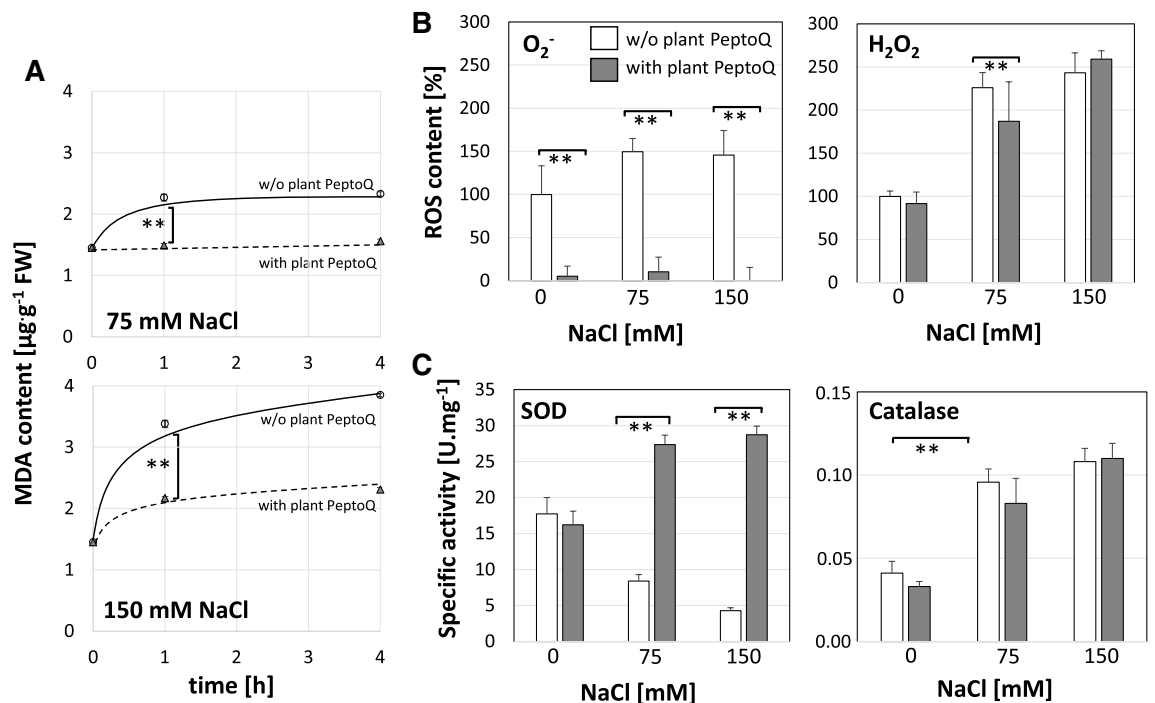 A
MDA content [µg·g⁻¹ FW]
4
3
2
1
0
w/o plant PeptoQ
**
with plant PeptoQ
75 mM NaCl
0 1 2 3 4
4
3
2
1
0
w/o plant PeptoQ
**
with plant PeptoQ
150 mM NaCl
0 1 2 3 4
time [h]
B
ROS content [%]
300
250
200
150
100
50
0
O₂⁻
w/o plant PeptoQ
with plant PeptoQ
** ** **
0 75 150
NaCl [mM]
300
250
200
150
100
50
0
H₂O₂
**
0 75 150
NaCl [mM]
C
Specific activity [U.mg⁻¹]
35
30
25
20
15
10
5
0
SOD
** **
0 75 150
NaCl [mM]
0.15
0.10
0.05
0.00
Catalase
**
0 75 150
NaCl [mM]